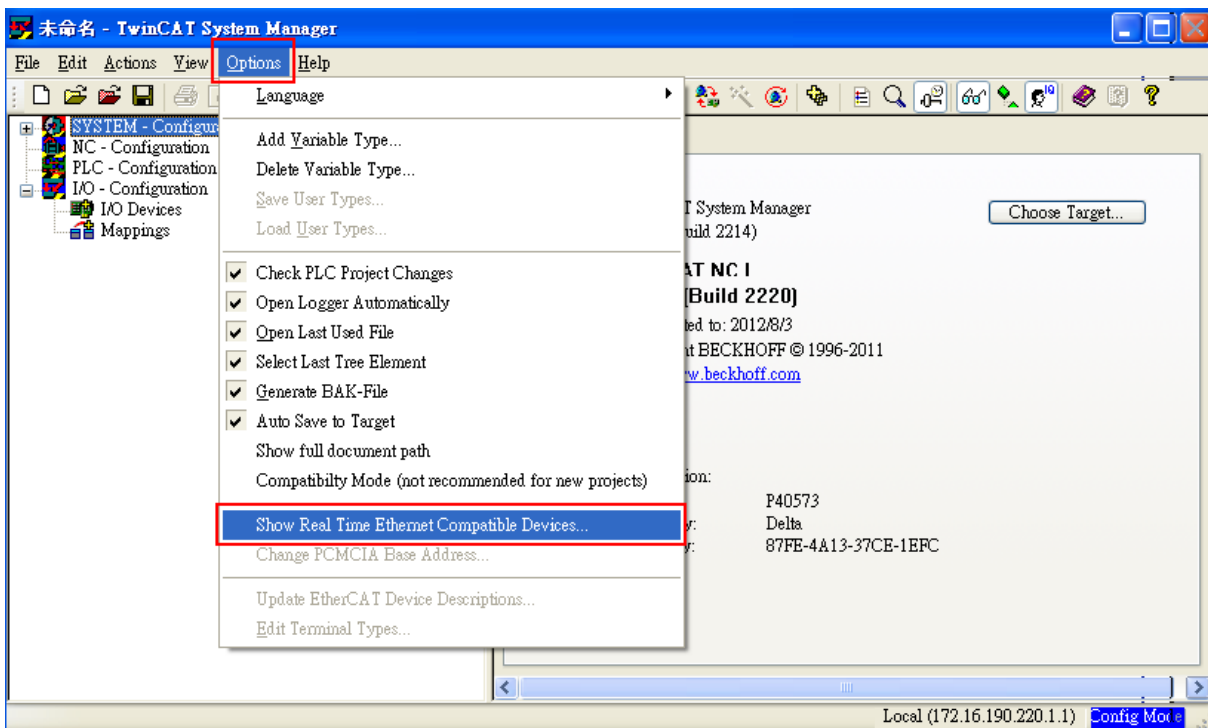 未命名 - TwinCAT System Manager
File Edit Actions View Options Help
Language
Add Variable Type...
Delete Variable Type...
Save User Types...
Load User Types...
Check PLC Project Changes
Open Logger Automatically
Open Last Used File
Select Last Tree Element
Generate BAK-File
Auto Save to Target
Show full document path
Compatibilty Mode (not recommended for new projects)
Show Real Time Ethernet Compatible Devices...
Change PCMCIA Base Address...
Update EtherCAT Device Descriptions...
Edit Terminal Types...
SYSTEM - Configur
NC - Configuration
PLC - Configuration
I/O - Configuration
I/O Devices
Mappings
T System Manager
uild 2214)
Choose Target...
AT NC I
(Build 2220)
ted to: 2012/8/3
nt BECKHOFF © 1996-2011
w.beckhoff.com
ion:
P40573
y: Delta
y: 87FE-4A13-37CE-1EFC
Local (172.16.190.220.1.1) Config Mode